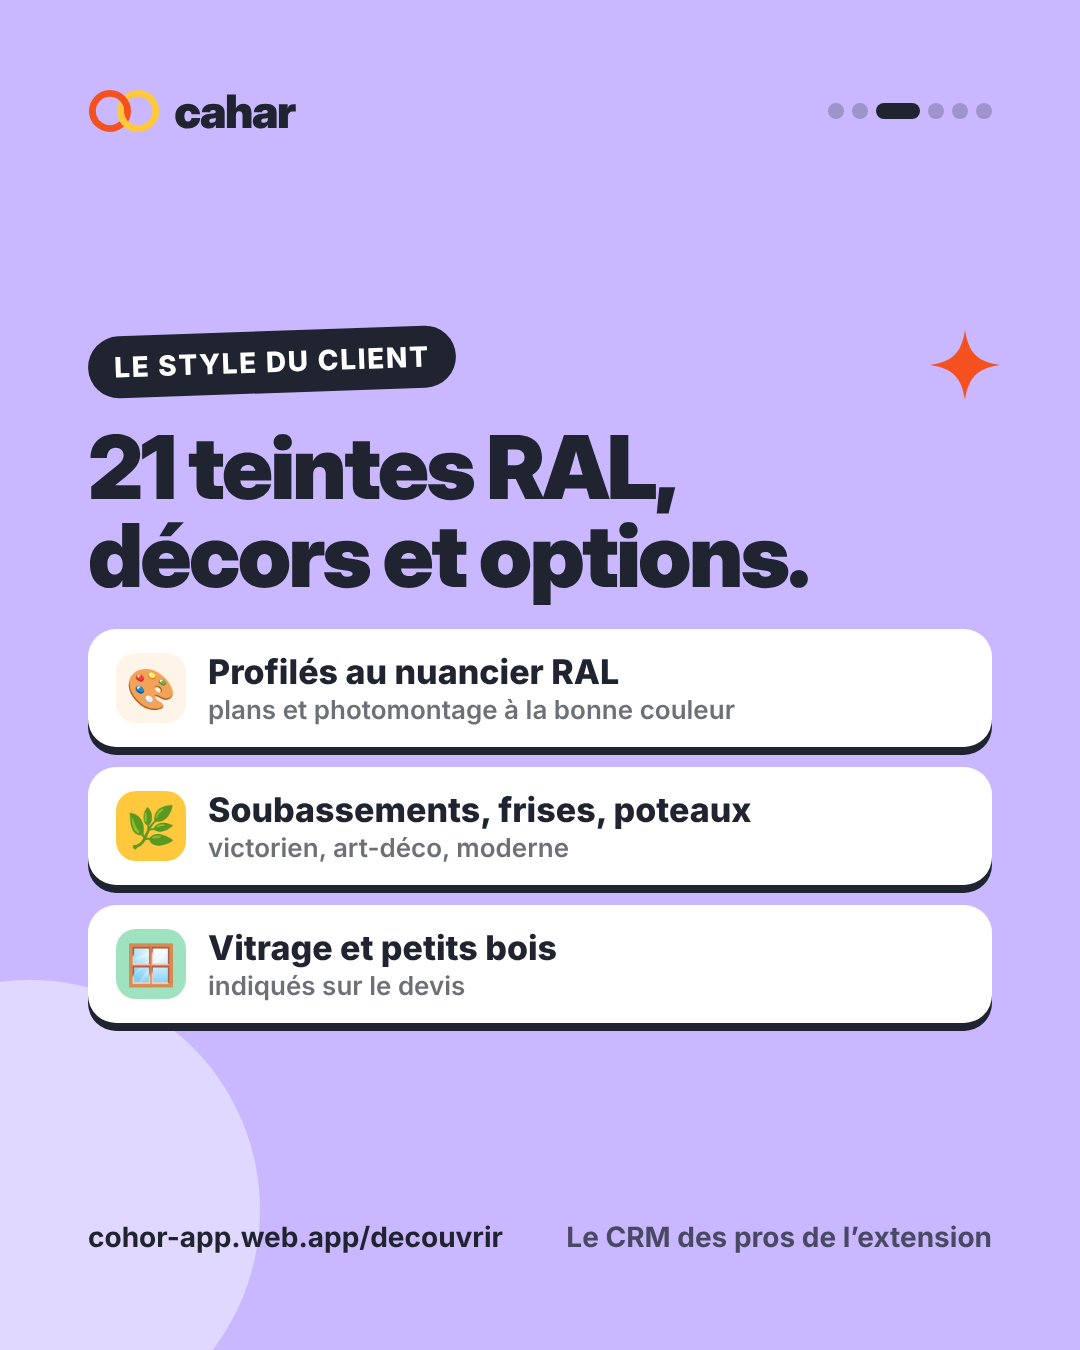 cahar
LE STYLE DU CLIENT
21 teintes RAL,
décors et options.
Profilés au nuancier RAL
plans et photomontage à la bonne couleur
Soubassements, frises, poteaux
victorien, art-déco, moderne
Vitrage et petits bois
indiqués sur le devis
cohor-app.web.app/decouvrir
Le CRM des pros de l’extension